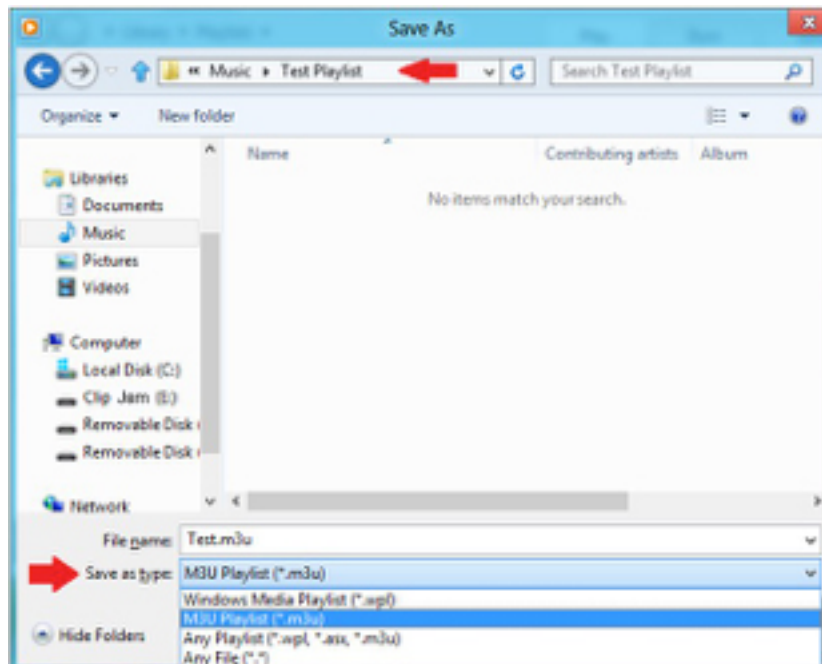 Save As
« Music ▸ Test Playlist
Search Test Playlist
Organize
New folder
Name
Contributing artists
Album
No items match your search.
Libraries
Documents
Music
Pictures
Videos
Computer
Local Disk (C:)
Clip Jam (E:)
Removable Disk
Removable Disk
Network
File name: Test.m3u
Save as type: M3U Playlist (*.m3u)
Windows Media Playlist (*.wpl)
M3U Playlist (*.m3u)
Any Playlist (*.wpl, *.asx, *.m3u)
Any File (*.*)
Hide Folders